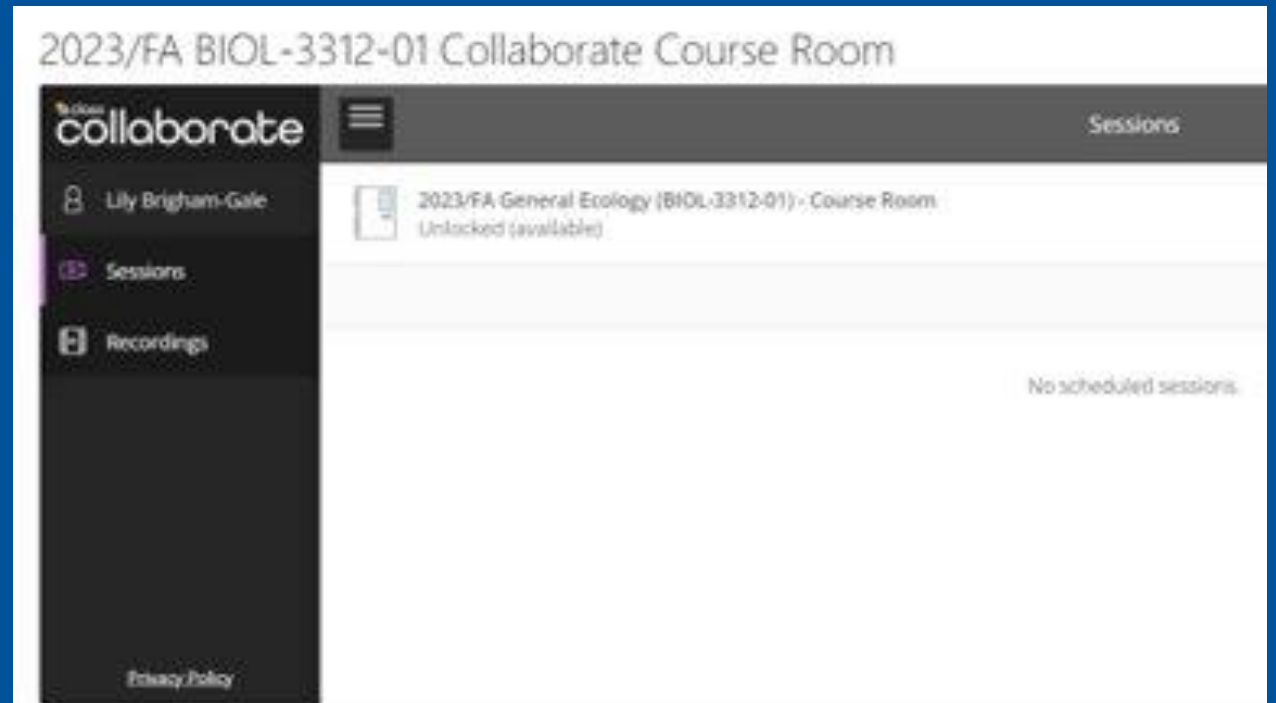 2023/FA BIOL-3312-01 Collaborate Course Room
class
collaborate
Sessions
Lily Brigham-Gale
2023/FA General Ecology (BIOL-3312-01) - Course Room
Unlocked (available)
Sessions
Recordings
No scheduled sessions
Privacy Policy